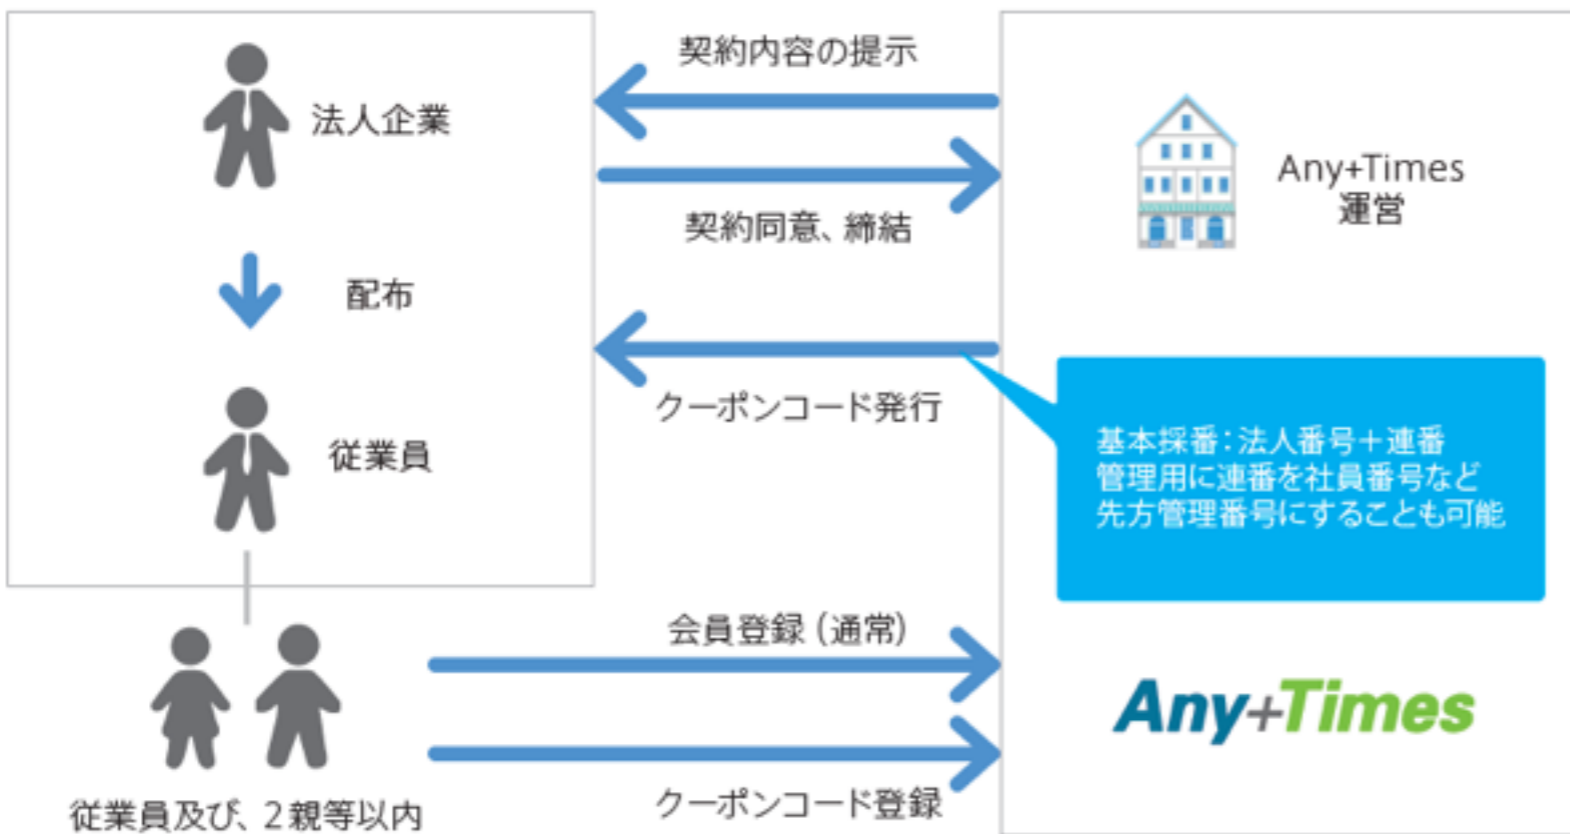 契約内容の提示
法人企業
Any+Times
運営
契約同意、締結
配布
クーポンコード発行
従業員
基本採番：法人番号＋連番
管理用に連番を社員番号など
先方管理番号にすることも可能
会員登録（通常）
Any+Times
クーポンコード登録
従業員及び、2親等以内